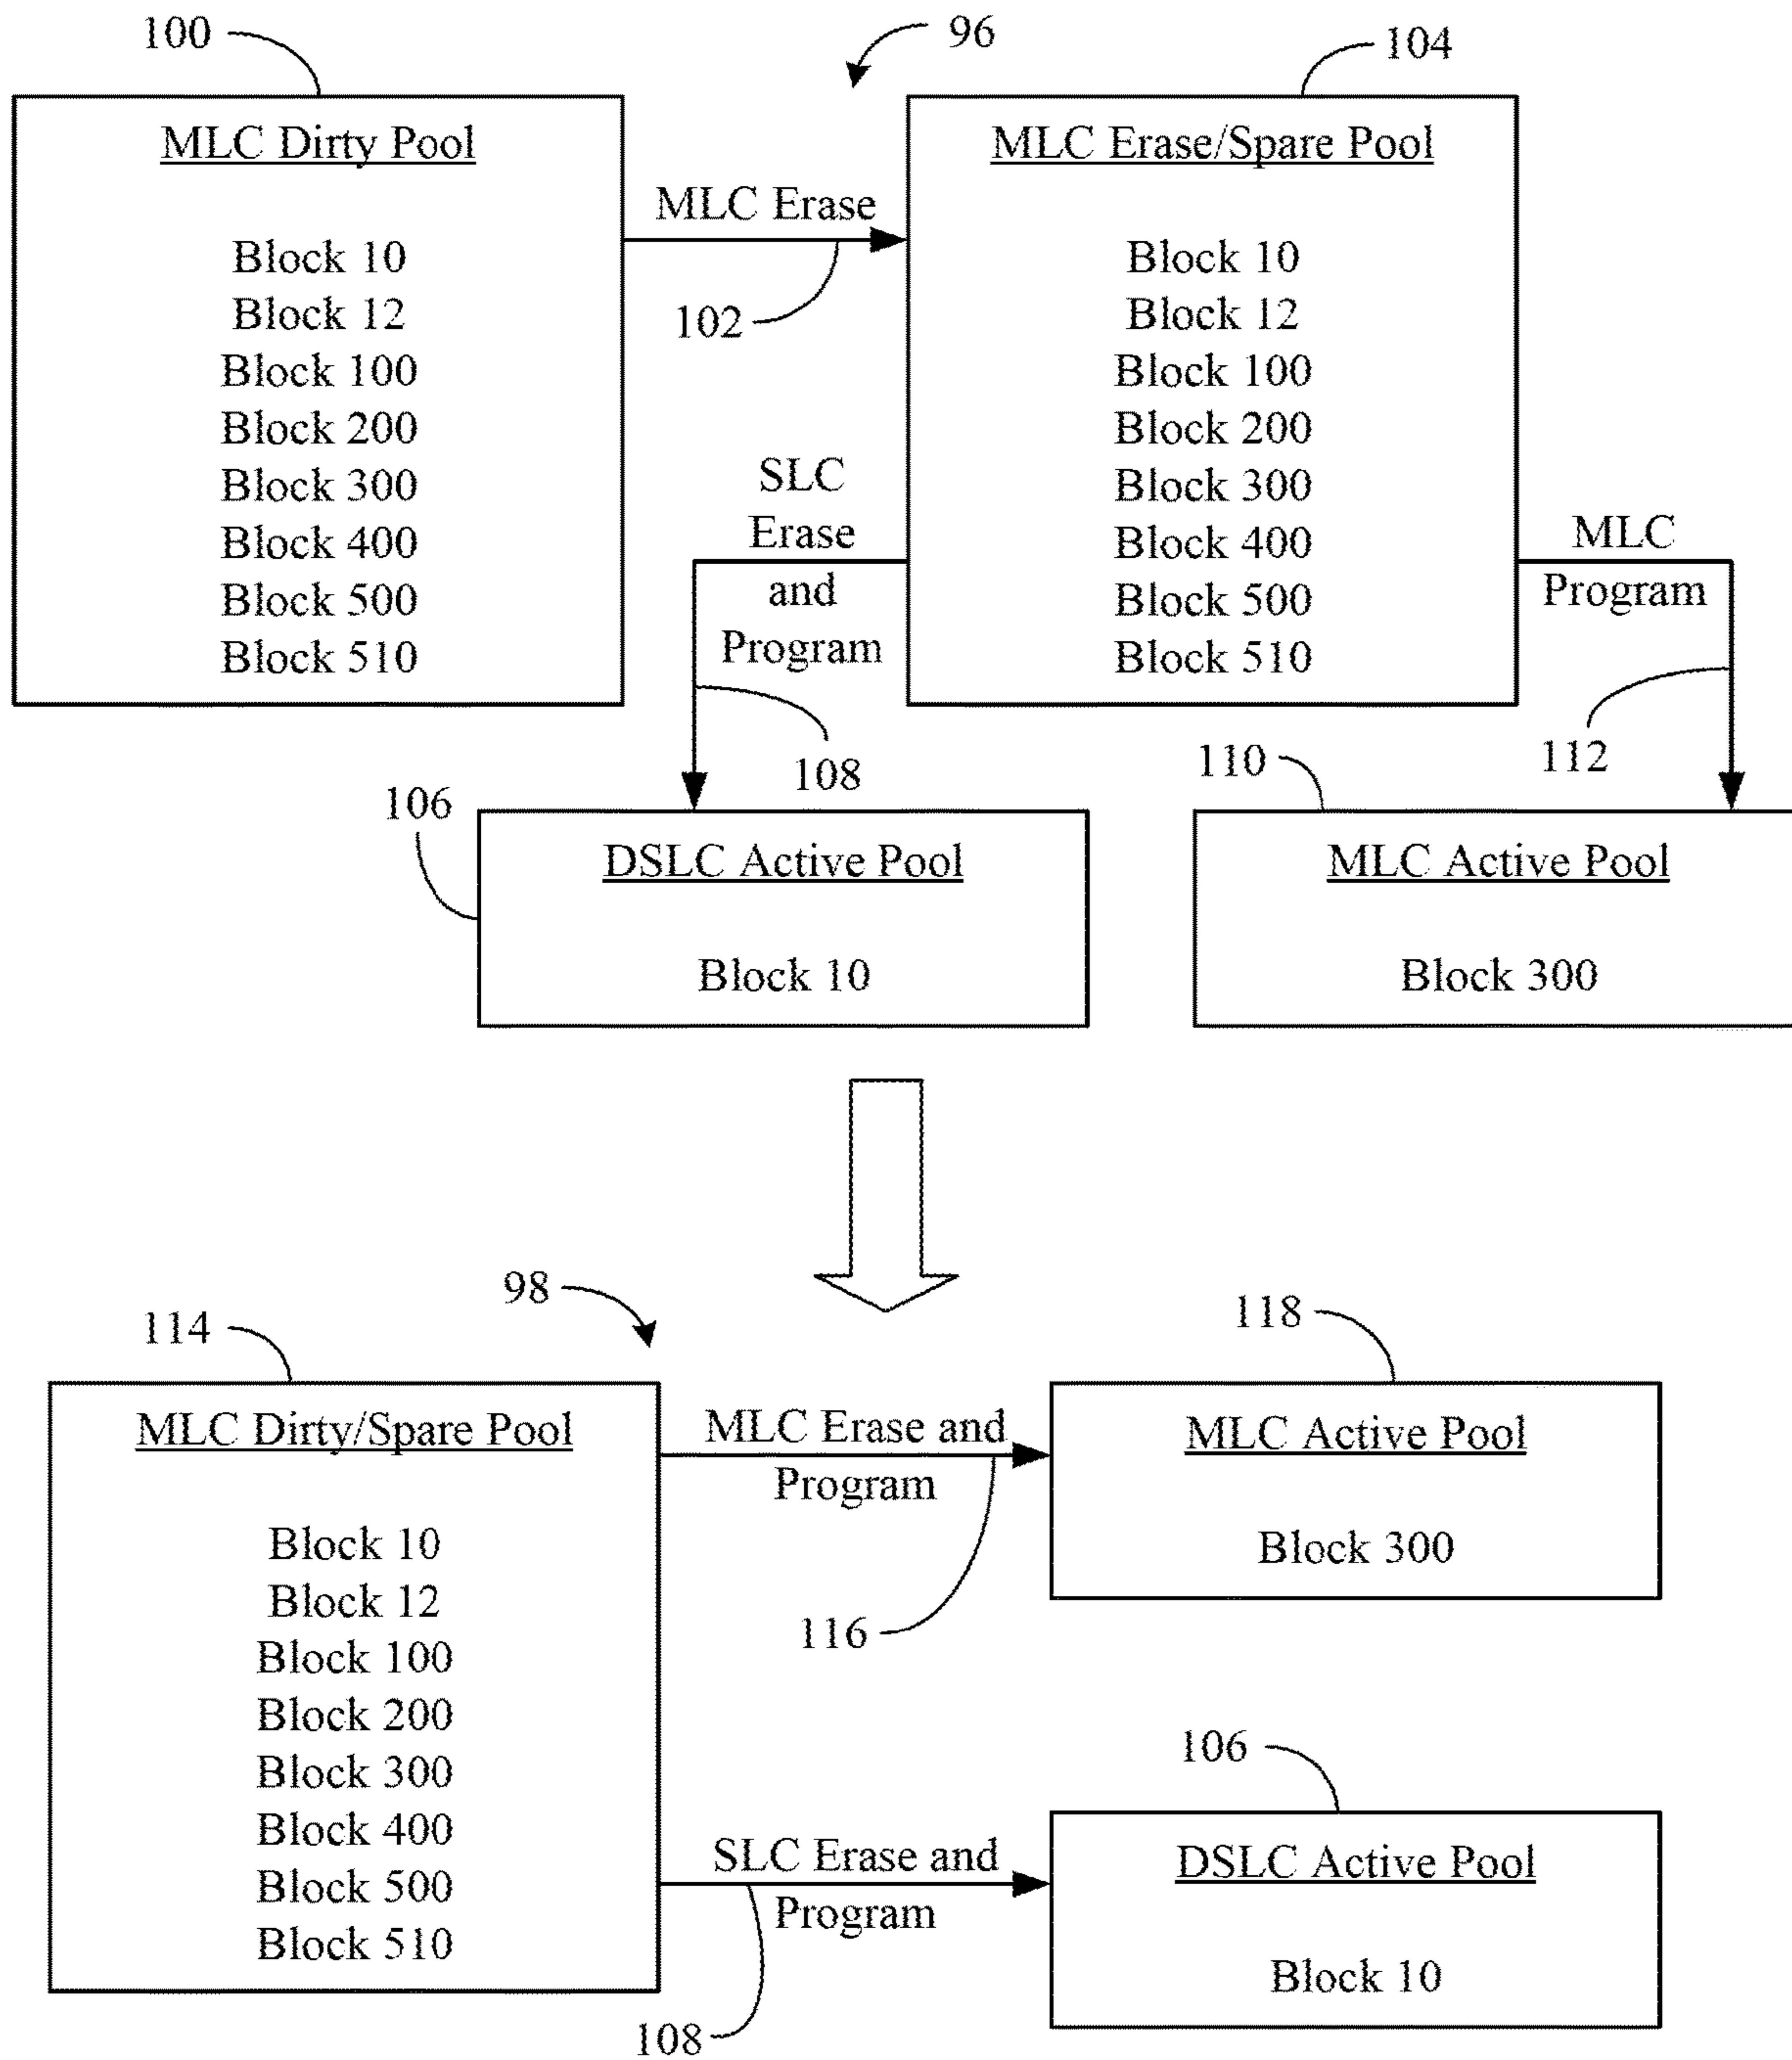 100
96
104
MLC Dirty Pool
Block 10
Block 12
Block 100
Block 200
Block 300
Block 400
Block 500
Block 510
MLC Erase
102
MLC Erase/Spare Pool
Block 10
Block 12
Block 100
Block 200
Block 300
Block 400
Block 500
Block 510
SLC
Erase
and
Program
108
MLC
Program
112
106
DSLC Active Pool
Block 10
110
MLC Active Pool
Block 300
98
114
MLC Dirty/Spare Pool
Block 10
Block 12
Block 100
Block 200
Block 300
Block 400
Block 500
Block 510
MLC Erase and
Program
116
118
MLC Active Pool
Block 300
SLC Erase and
Program
108
106
DSLC Active Pool
Block 10